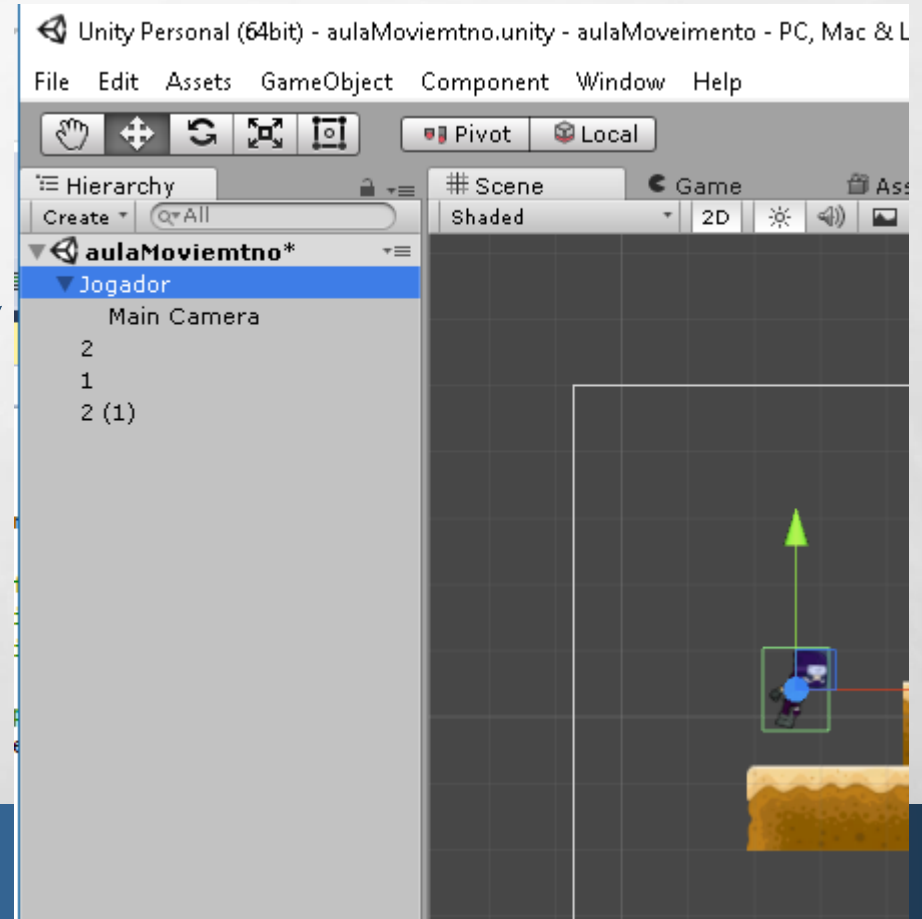 Unity Personal (64bit) - aulaMoviemtno.unity - aulaMoveimento - PC, Mac & L
File Edit Assets GameObject Component Window Help
Pivot Local
Hierarchy
Create All
# Scene Game Ass
Shaded 2D
aulaMoviemtno*
Jogador
Main Camera
2
1
2 (1)